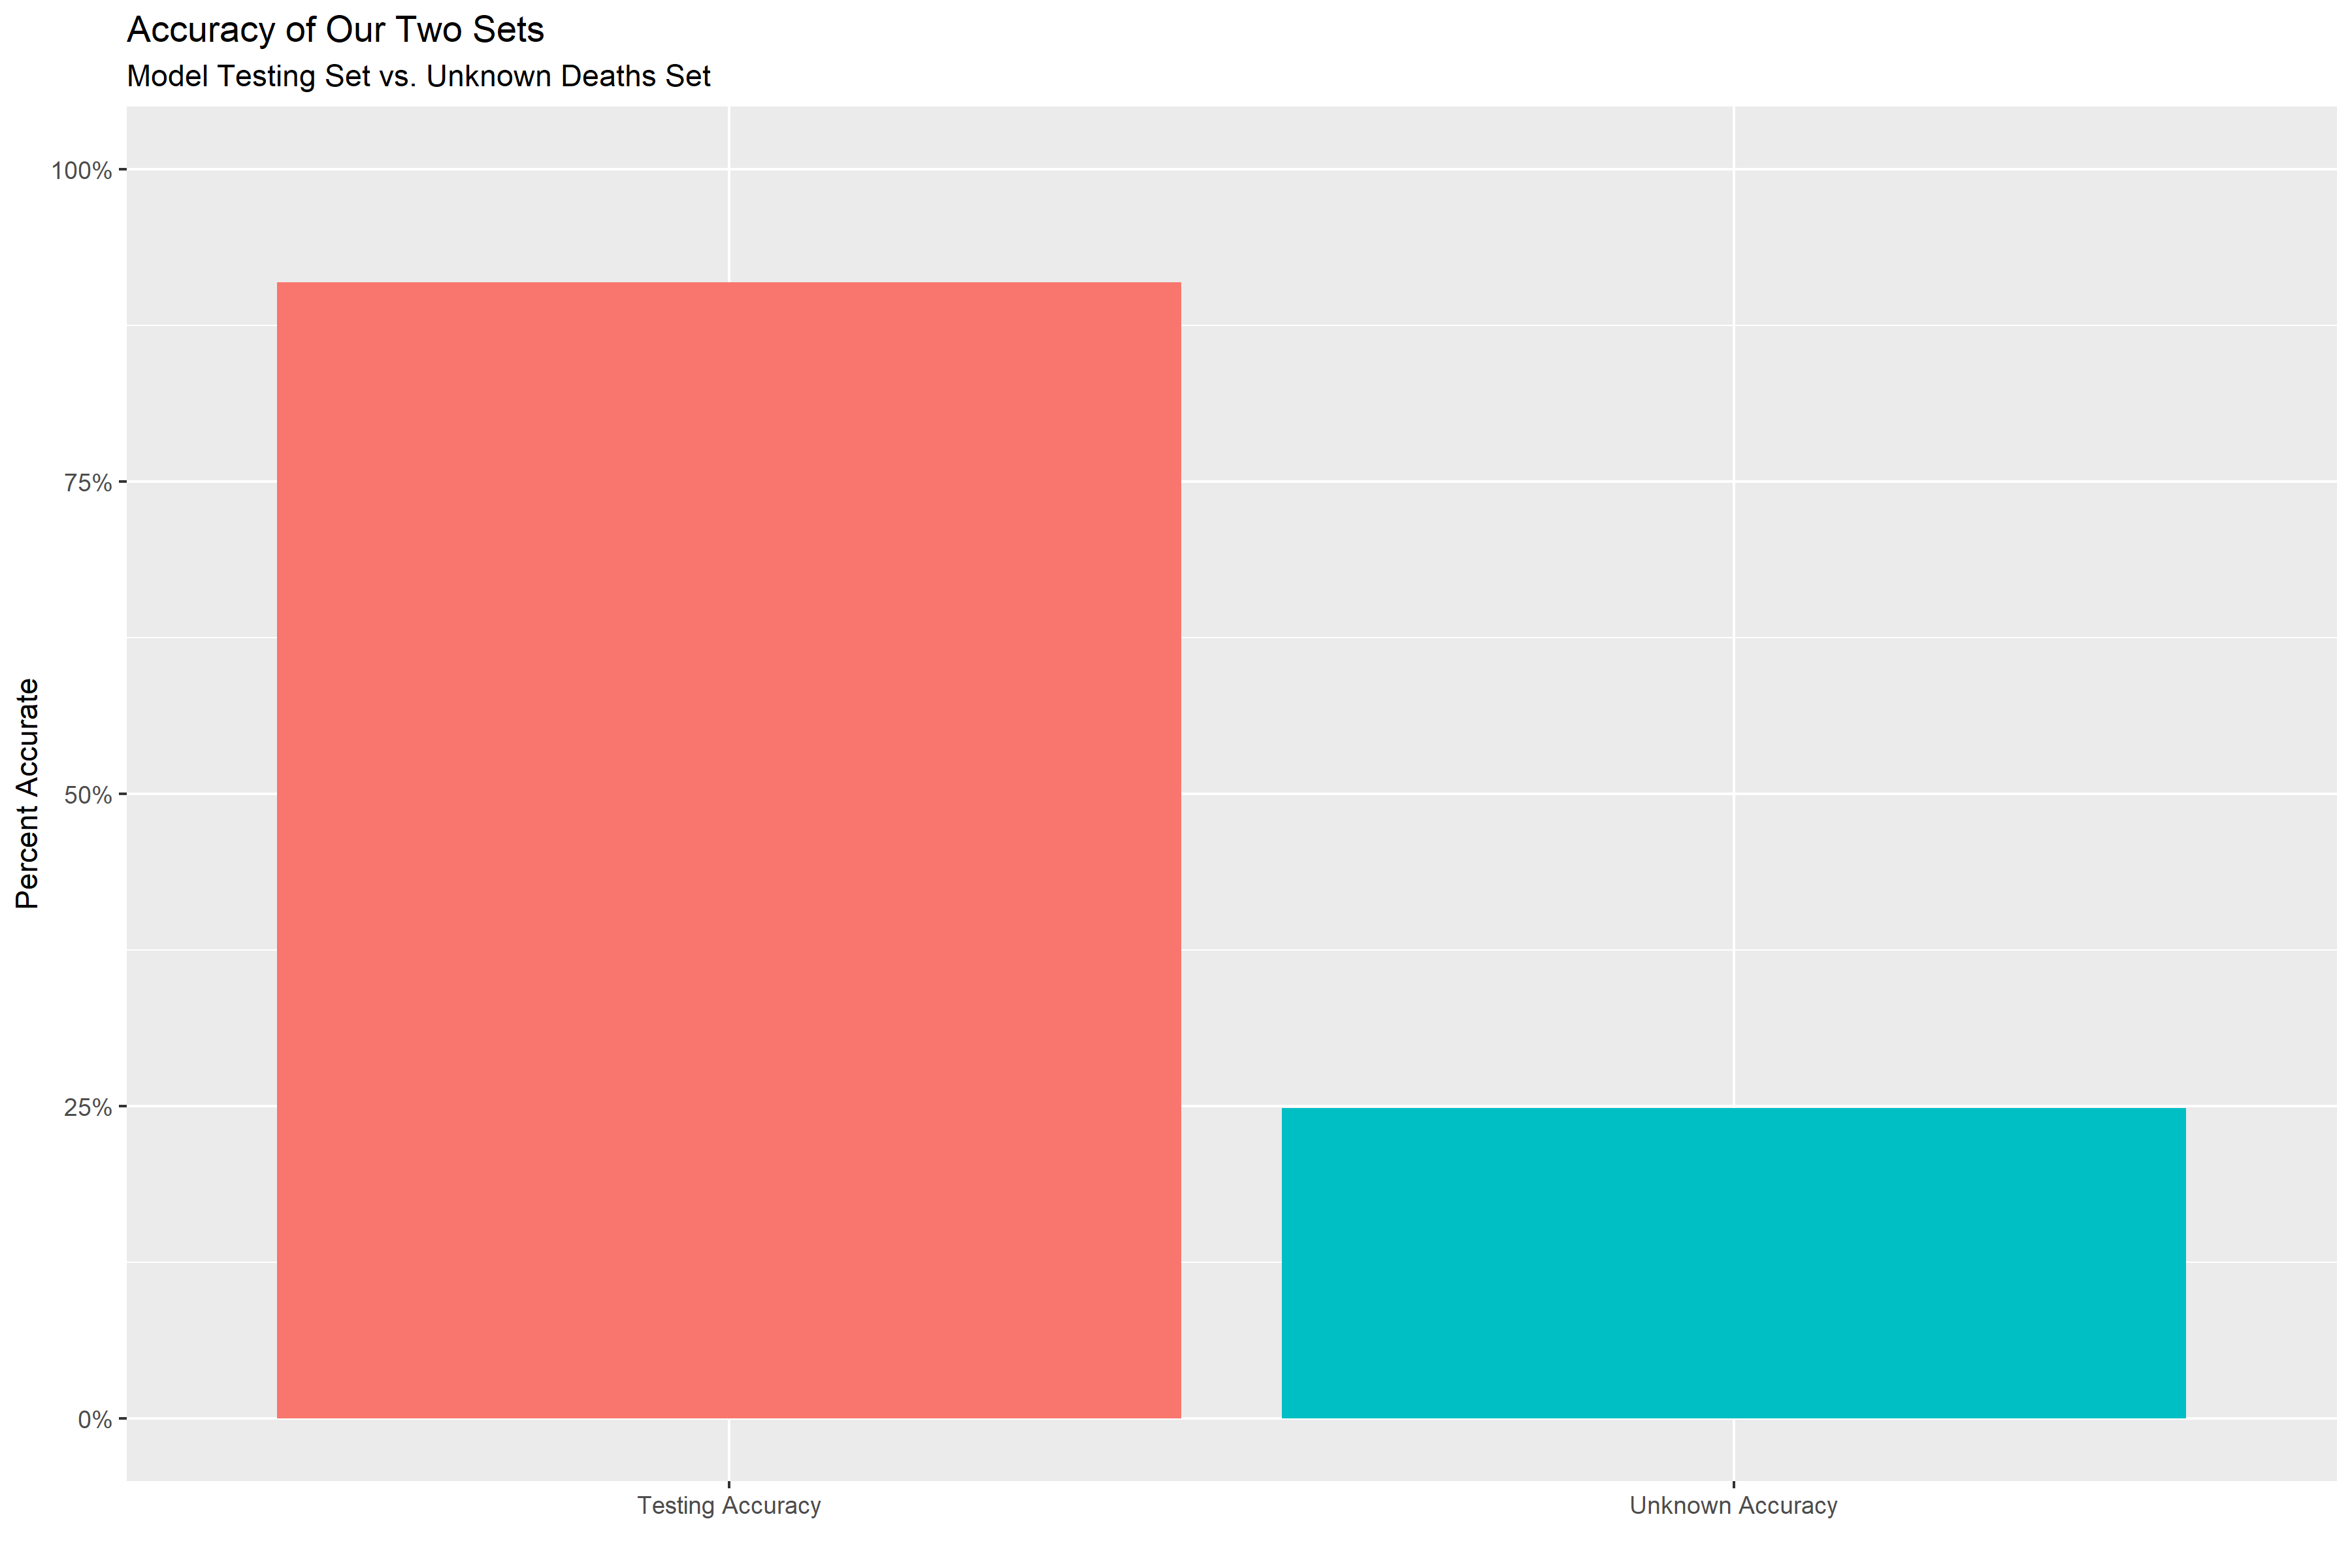 Accuracy of Our Two Sets
Model Testing Set vs. Unknown Deaths Set
Percent Accurate
100%
75%
50%
25%
0%
Testing Accuracy
Unknown Accuracy